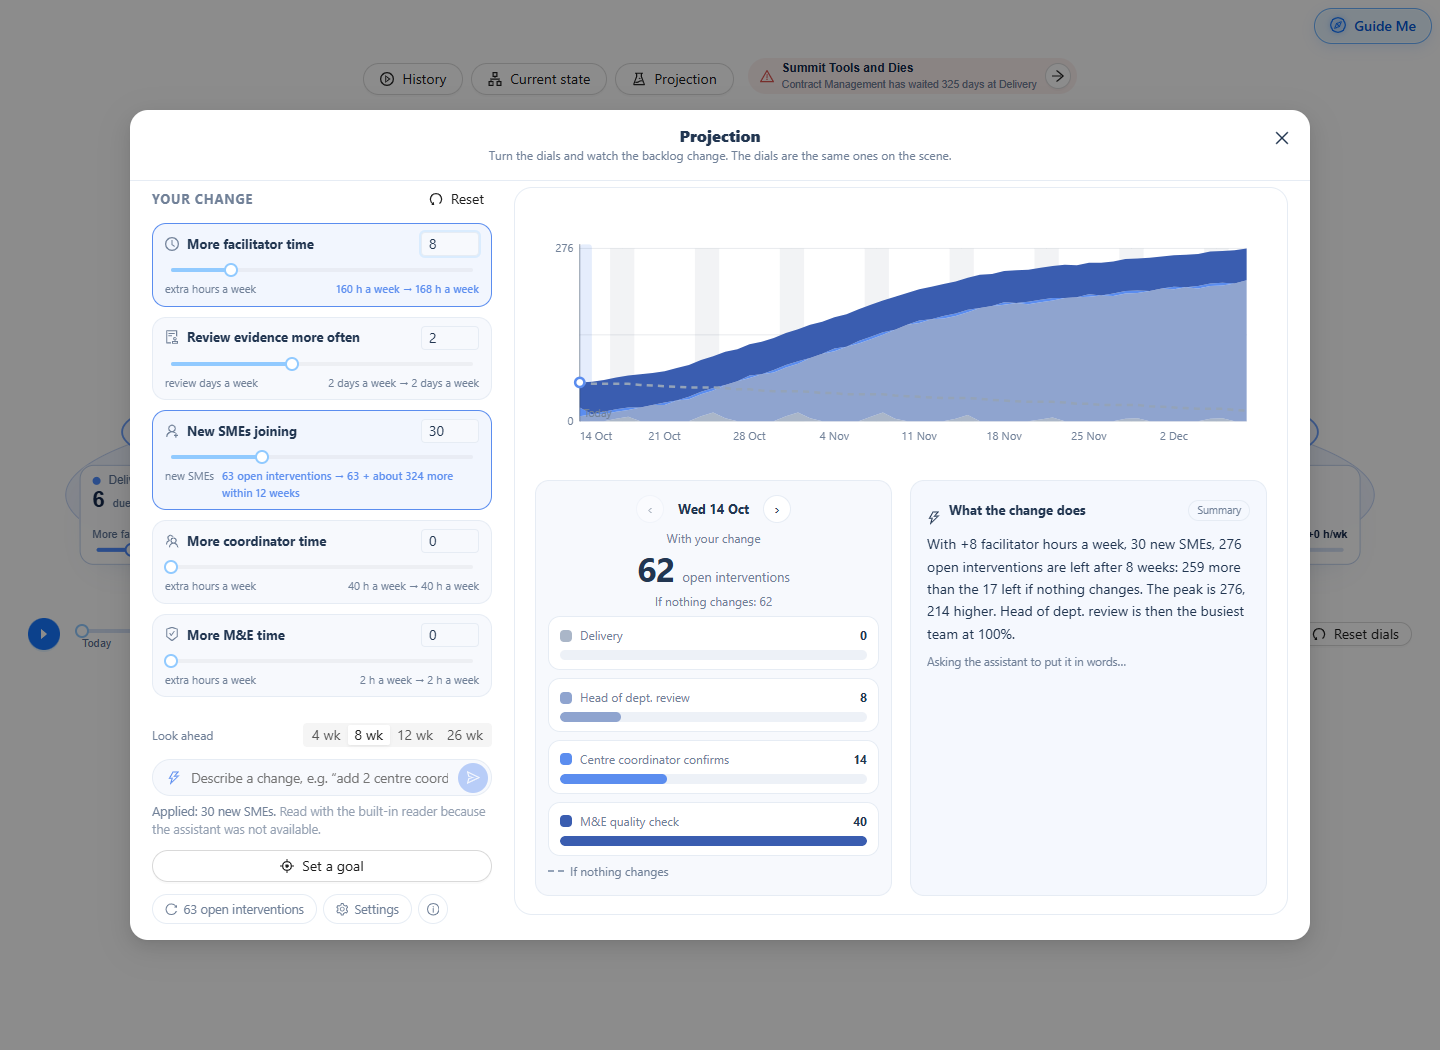 Guide Me
History
Current state
Projection
Summit Tools and Dies
Contract Management has waited 325 days at Delivery
Projection
Turn the dials and watch the backlog change. The dials are the same ones on the scene.
YOUR CHANGE
Reset
More facilitator time
8
extra hours a week
160 h a week → 168 h a week
Review evidence more often
2
review days a week
2 days a week → 2 days a week
New SMEs joining
30
new SMEs
63 open interventions → 63 + about 324 more
within 12 weeks
More coordinator time
0
extra hours a week
40 h a week → 40 h a week
More M&E time
0
extra hours a week
2 h a week → 2 h a week
Look ahead
4 wk
8 wk
12 wk
26 wk
Describe a change, e.g. “add 2 centre coord
Applied: 30 new SMEs. Read with the built-in reader because
the assistant was not available.
Set a goal
63 open interventions
Settings
276
0
Today
14 Oct
21 Oct
28 Oct
4 Nov
11 Nov
18 Nov
25 Nov
2 Dec
‹
Wed 14 Oct
›
With your change
62 open interventions
If nothing changes: 62
Delivery
0
Head of dept. review
8
Centre coordinator confirms
14
M&E quality check
40
If nothing changes
What the change does
Summary
With +8 facilitator hours a week, 30 new SMEs, 276
open interventions are left after 8 weeks: 259 more
than the 17 left if nothing changes. The peak is 276,
214 higher. Head of dept. review is then the busiest
team at 100%.
Asking the assistant to put it in words...
Deli
6 due
More fa
Today
+0 h/wk
Reset dials